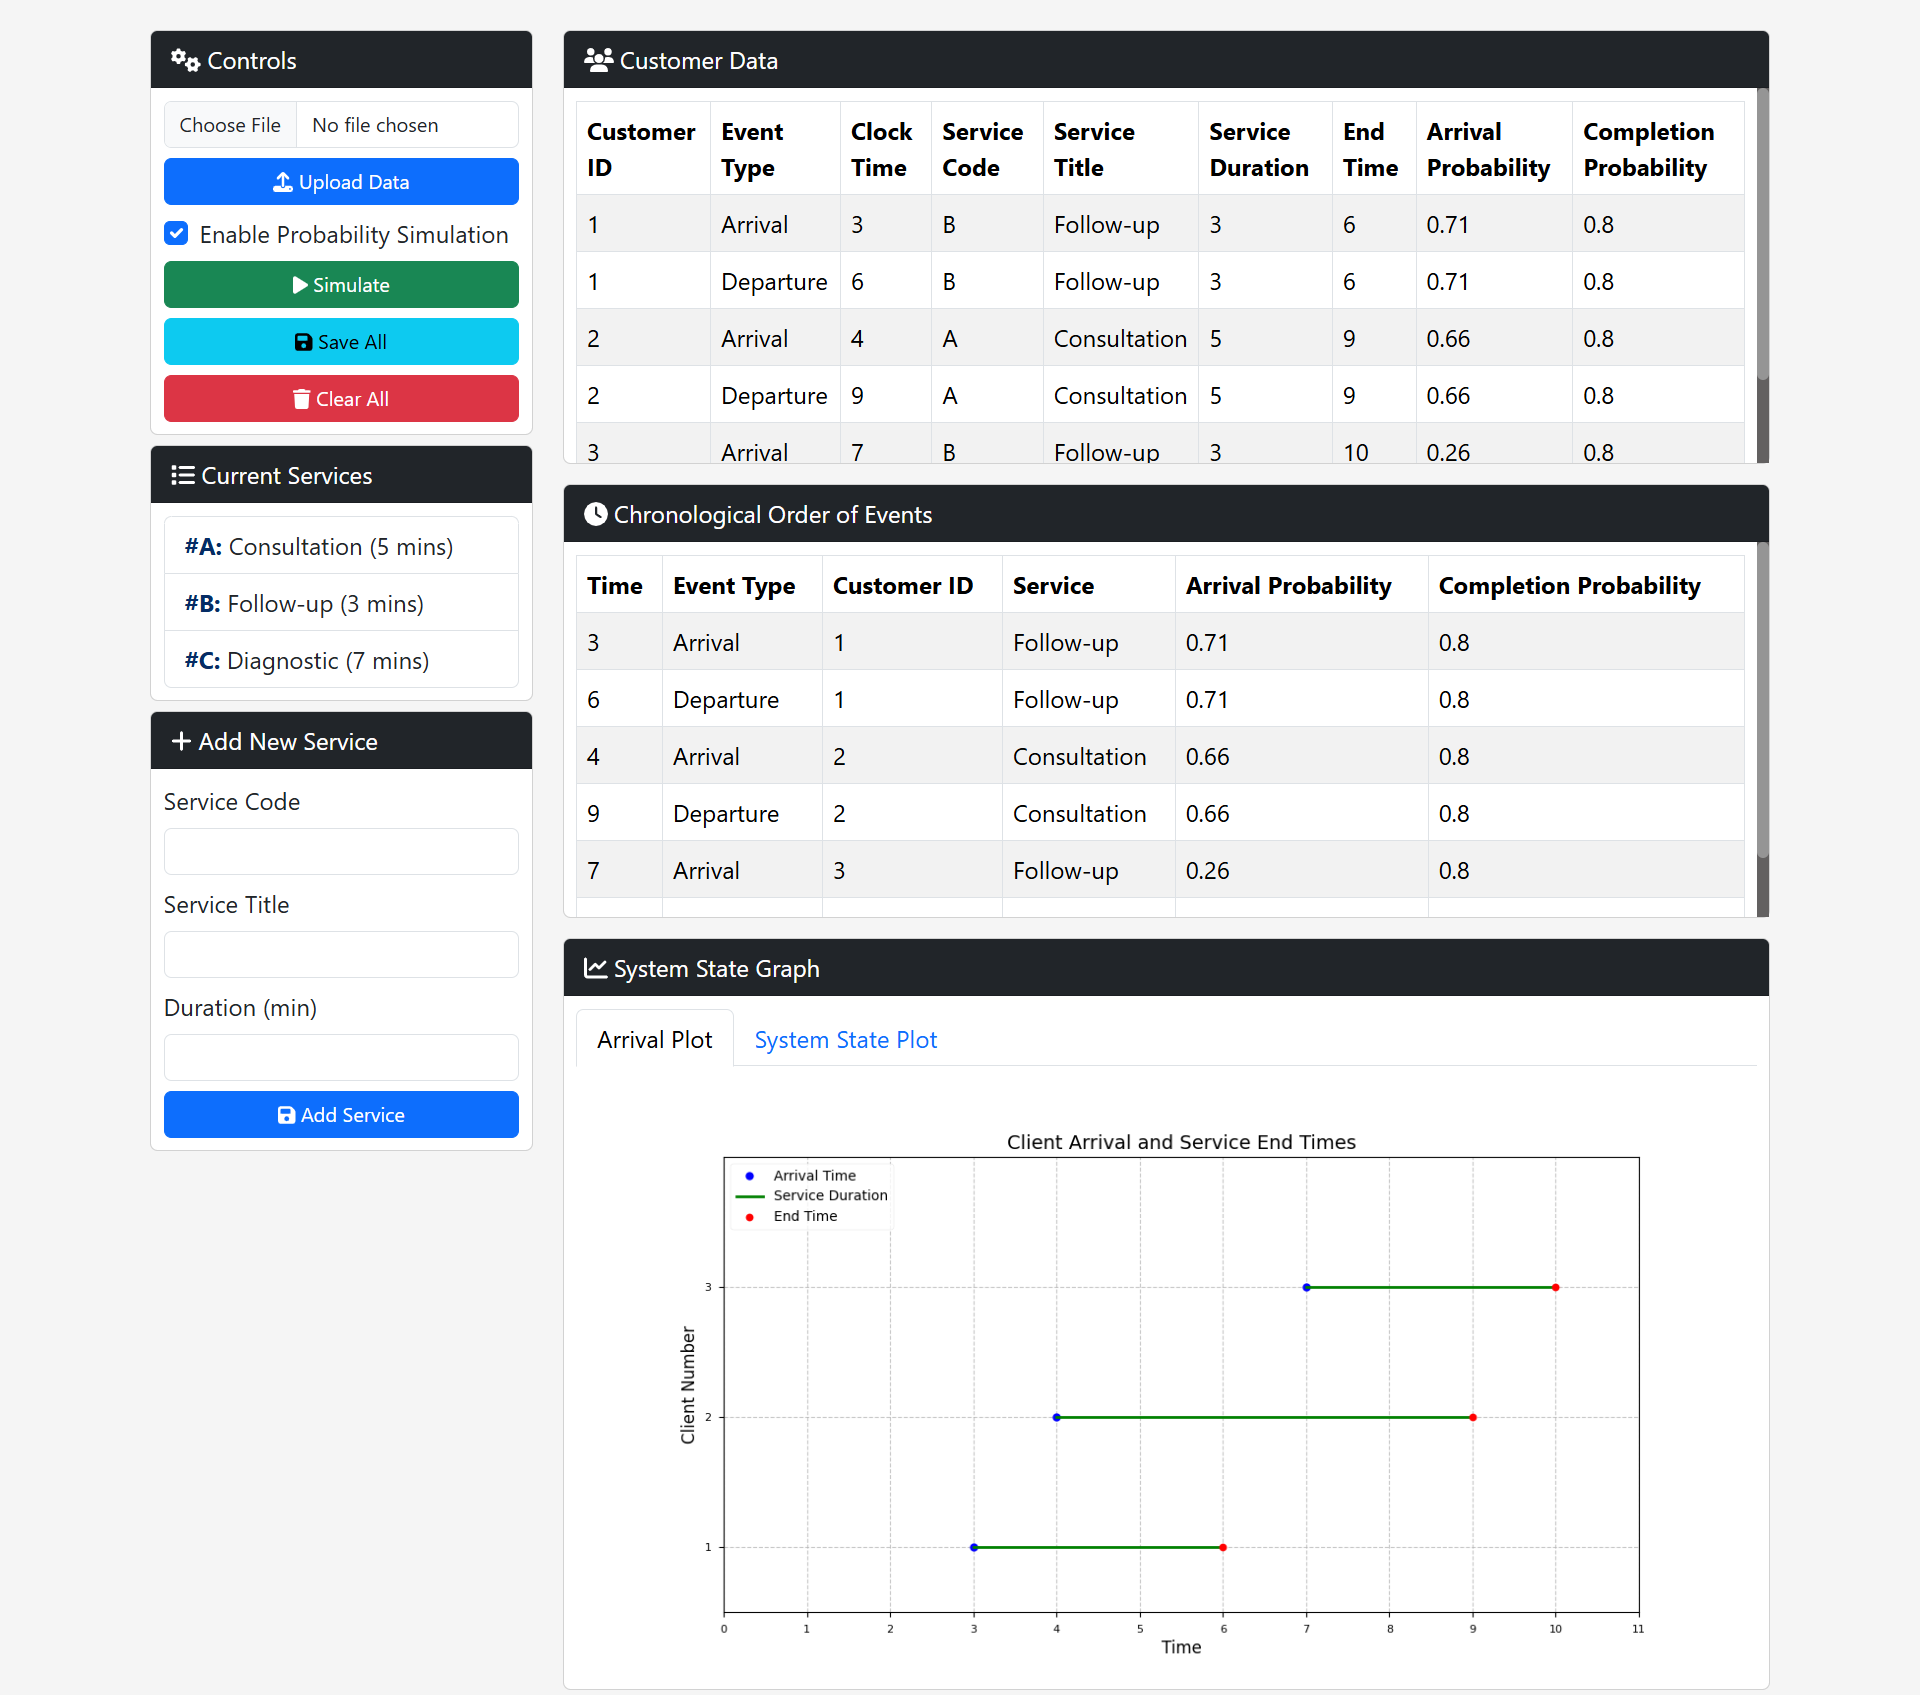 Controls
Choose File No file chosen
Upload Data
Enable Probability Simulation
Simulate
Save All
Clear All
Current Services
#A: Consultation (5 mins)
#B: Follow-up (3 mins)
#C: Diagnostic (7 mins)
Add New Service
Service Code
Service Title
Duration (min)
Add Service
Customer Data
Customer ID Event Type Clock Time Service Code Service Title Service Duration End Time Arrival Probability Completion Probability
1 Arrival 3 B Follow-up 3 6 0.71 0.8
1 Departure 6 B Follow-up 3 6 0.71 0.8
2 Arrival 4 A Consultation 5 9 0.66 0.8
2 Departure 9 A Consultation 5 9 0.66 0.8
3 Arrival 7 B Follow-up 3 10 0.26 0.8
Chronological Order of Events
Time Event Type Customer ID Service Arrival Probability Completion Probability
3 Arrival 1 Follow-up 0.71 0.8
6 Departure 1 Follow-up 0.71 0.8
4 Arrival 2 Consultation 0.66 0.8
9 Departure 2 Consultation 0.66 0.8
7 Arrival 3 Follow-up 0.26 0.8
System State Graph
Arrival Plot System State Plot
Client Arrival and Service End Times
Arrival Time
Service Duration
End Time
Client Number
3
2
1
0 1 2 3 4 5 6 7 8 9 10 11
Time